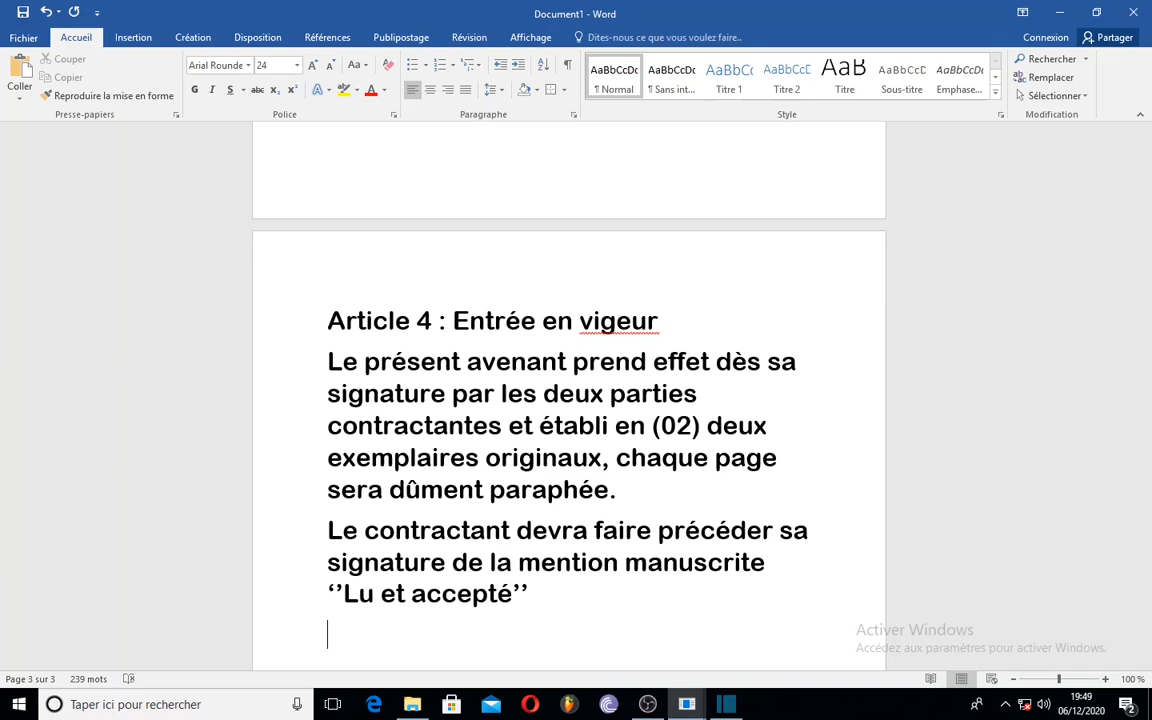 Document1 - Word
Fichier Accueil Insertion Création Disposition Références Publipostage Révision Affichage Dites-nous ce que vous voulez faire.. Connexion Partager
Coller
Couper
Copier
Reproduire la mise en forme
Presse-papiers
Arial Rounde 24
G I S abc x₂ x²
Police
Paragraphe
AaBbCcDc AaBbCcDc AaBbCc AaBbCcC AaB AaBbCcD AaBbCcDc
¶ Normal ¶ Sans int... Titre 1 Titre 2 Titre Sous-titre Emphase...
Style
Rechercher
Remplacer
Sélectionner
Modification
Article 4 : Entrée en vigeur
Le présent avenant prend effet dès sa
signature par les deux parties
contractantes et établi en (02) deux
exemplaires originaux, chaque page
sera dûment paraphée.
Le contractant devra faire précéder sa
signature de la mention manuscrite
‘’Lu et accepté’’
Activer Windows
Accédez aux paramètres pour activer Windows.
Page 3 sur 3 239 mots 100 %
Taper ici pour rechercher
19:49
06/12/2020
2